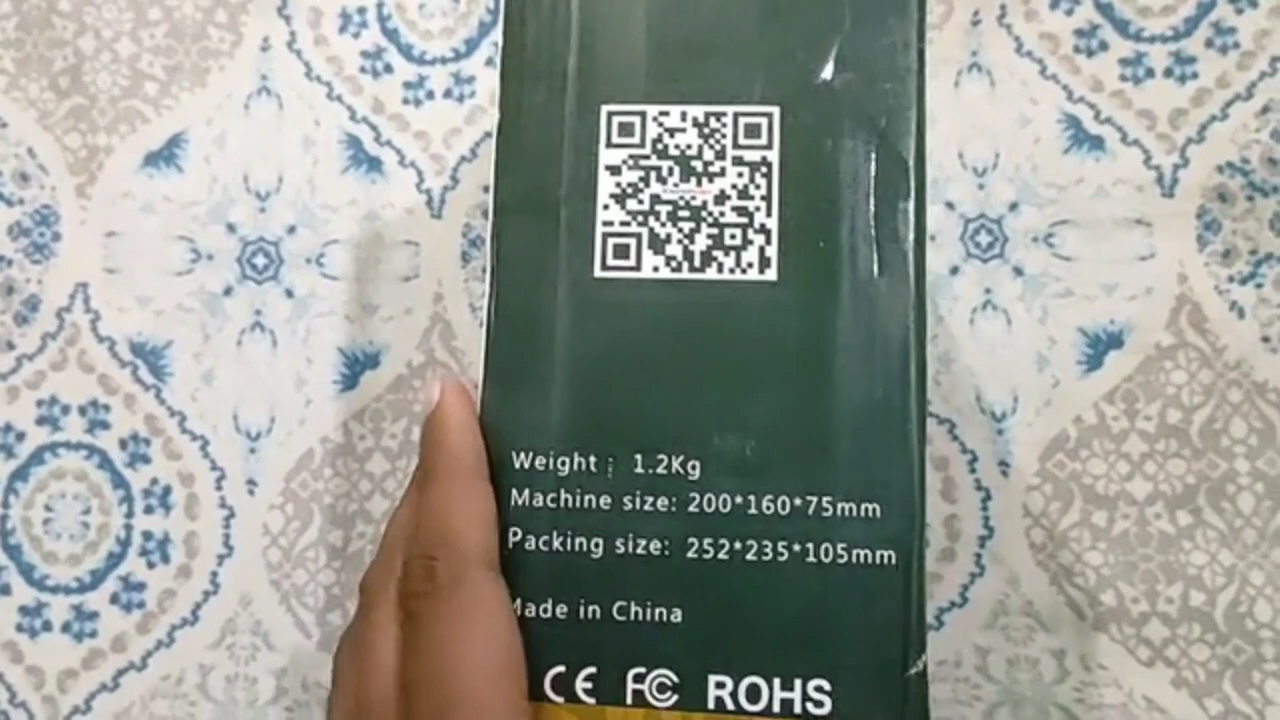 Weight : 1.2Kg
Machine size: 200*160*75mm
Packing size: 252*235*105mm
Made in China
CE FC ROHS